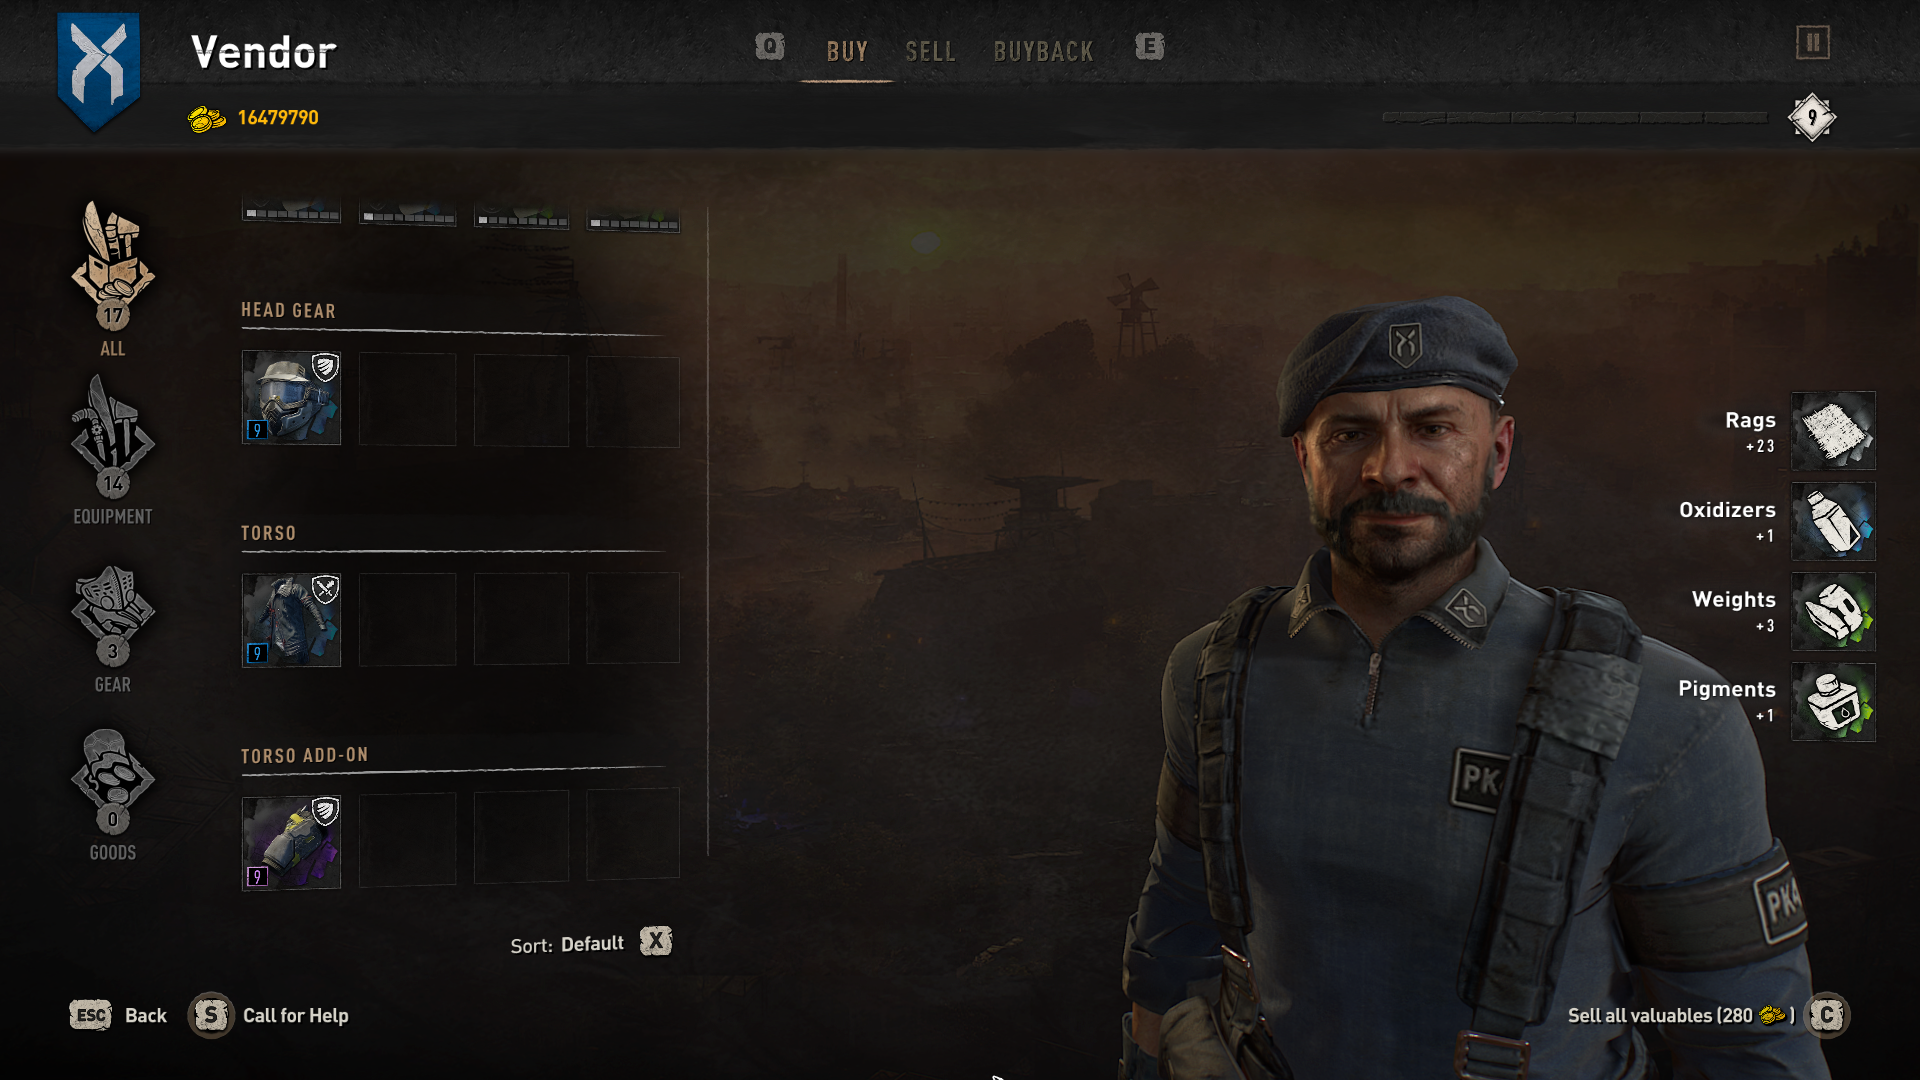 Vendor
Q BUY SELL BUYBACK E
16479790
9
17
ALL
HEAD GEAR
9
14
EQUIPMENT
TORSO
9
3
GEAR
TORSO ADD-ON
9
0
GOODS
Rags
+23
Oxidizers
+1
Weights
+3
Pigments
+1
PK
PK
Sort: Default X
ESC Back S Call for Help
Sell all valuables (280 ) C